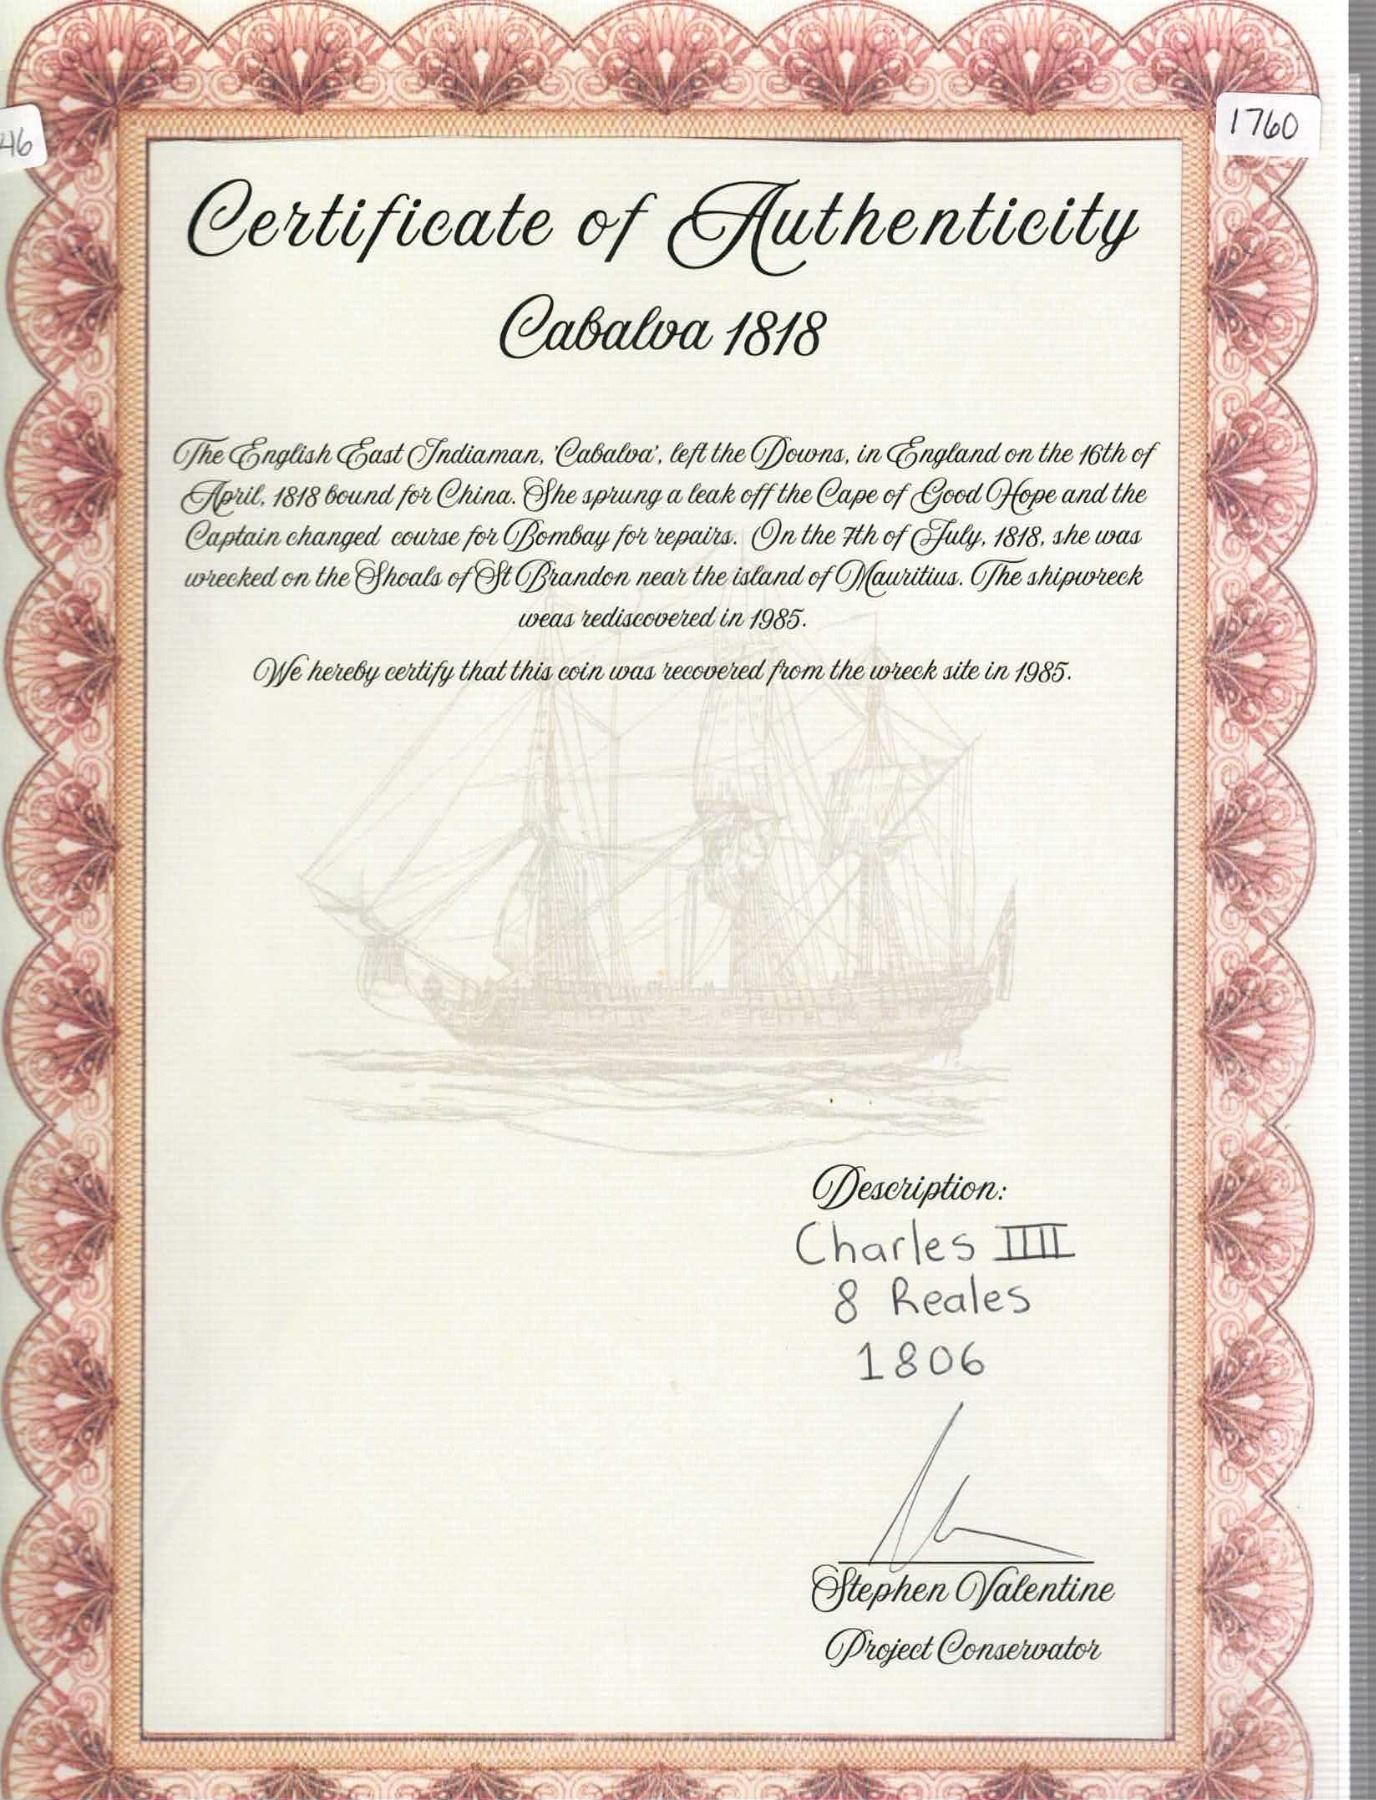 46
1760
Certificate of Authenticity
Cabalva 1818
The English East Indiaman, 'Cabalva', left the Downs, in England on the 16th of
April, 1818 bound for China. She sprung a leak off the Cape of Good Hope and the
Captain changed course for Bombay for repairs. On the 7th of July, 1818, she was
wrecked on the Shoals of St Brandon near the island of Mauritius. The shipwreck
weas rediscovered in 1985.
We hereby certify that this coin was recovered from the wreck site in 1985.
Description:
Charles IIII
8 Reales
1806
Stephen Valentine
Project Conservator